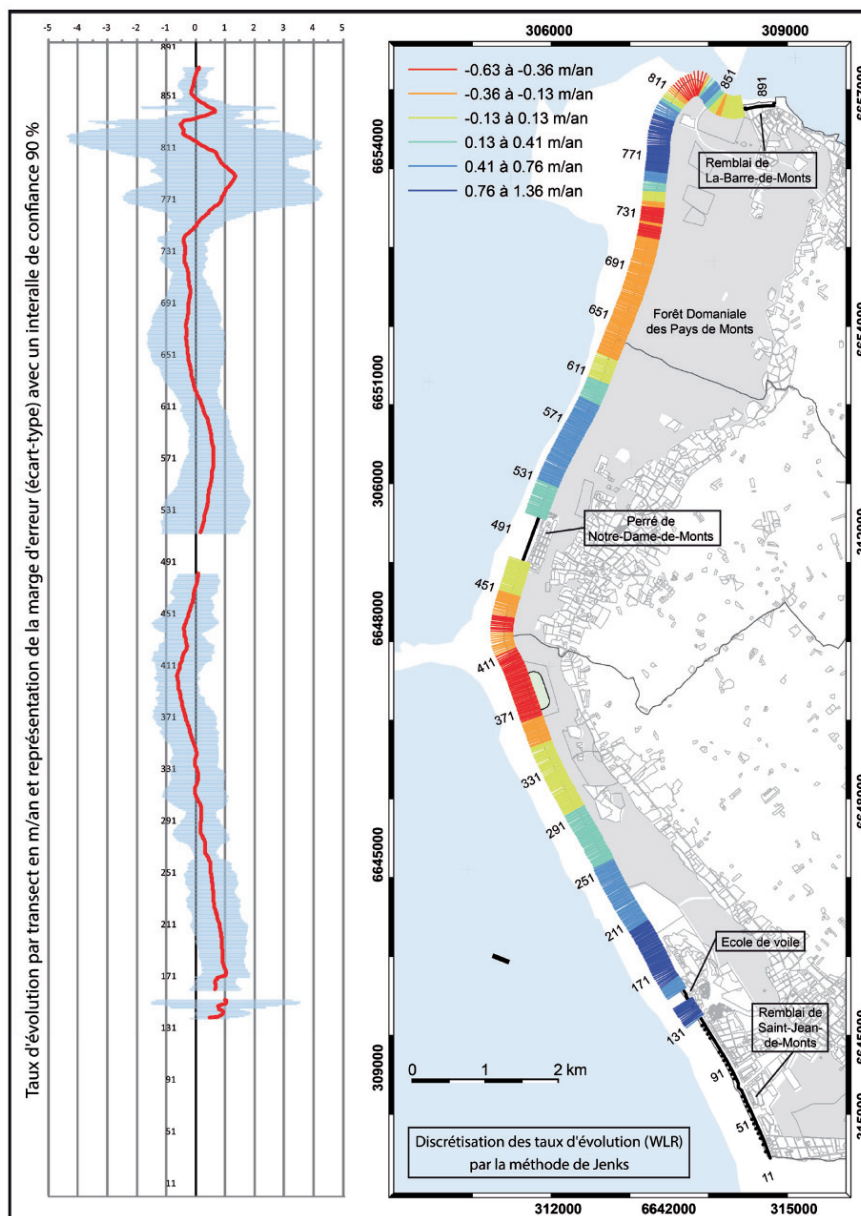 -5 -4 -3 -2 -1 0 1 2 3 4 5
Taux d'évolution par transect en m/an et représentation de la marge d'erreur (écart-type) avec un interalle de confiance 90 %
891
851
811
771
731
691
651
611
571
531
491
451
411
371
331
291
251
211
171
131
91
51
11
306000
309000
-0.63 à -0.36 m/an
-0.36 à -0.13 m/an
-0.13 à 0.13 m/an
0.13 à 0.41 m/an
0.41 à 0.76 m/an
0.76 à 1.36 m/an
811
851
891
Remblai de
La-Barre-de-Monts
771
731
691
651
Forêt Domaniale
des Pays de Monts
611
571
531
491
Perré de
Notre-Dame-de-Monts
451
411
371
331
291
251
211
Ecole de voile
171
Remblai de
Saint-Jean-
de-Monts
131
91
51
11
0 1 2 km
Discrétisation des taux d'évolution (WLR)
par la méthode de Jenks
6654000
6651000
306000
6648000
6645000
309000
312000
6642000
315000